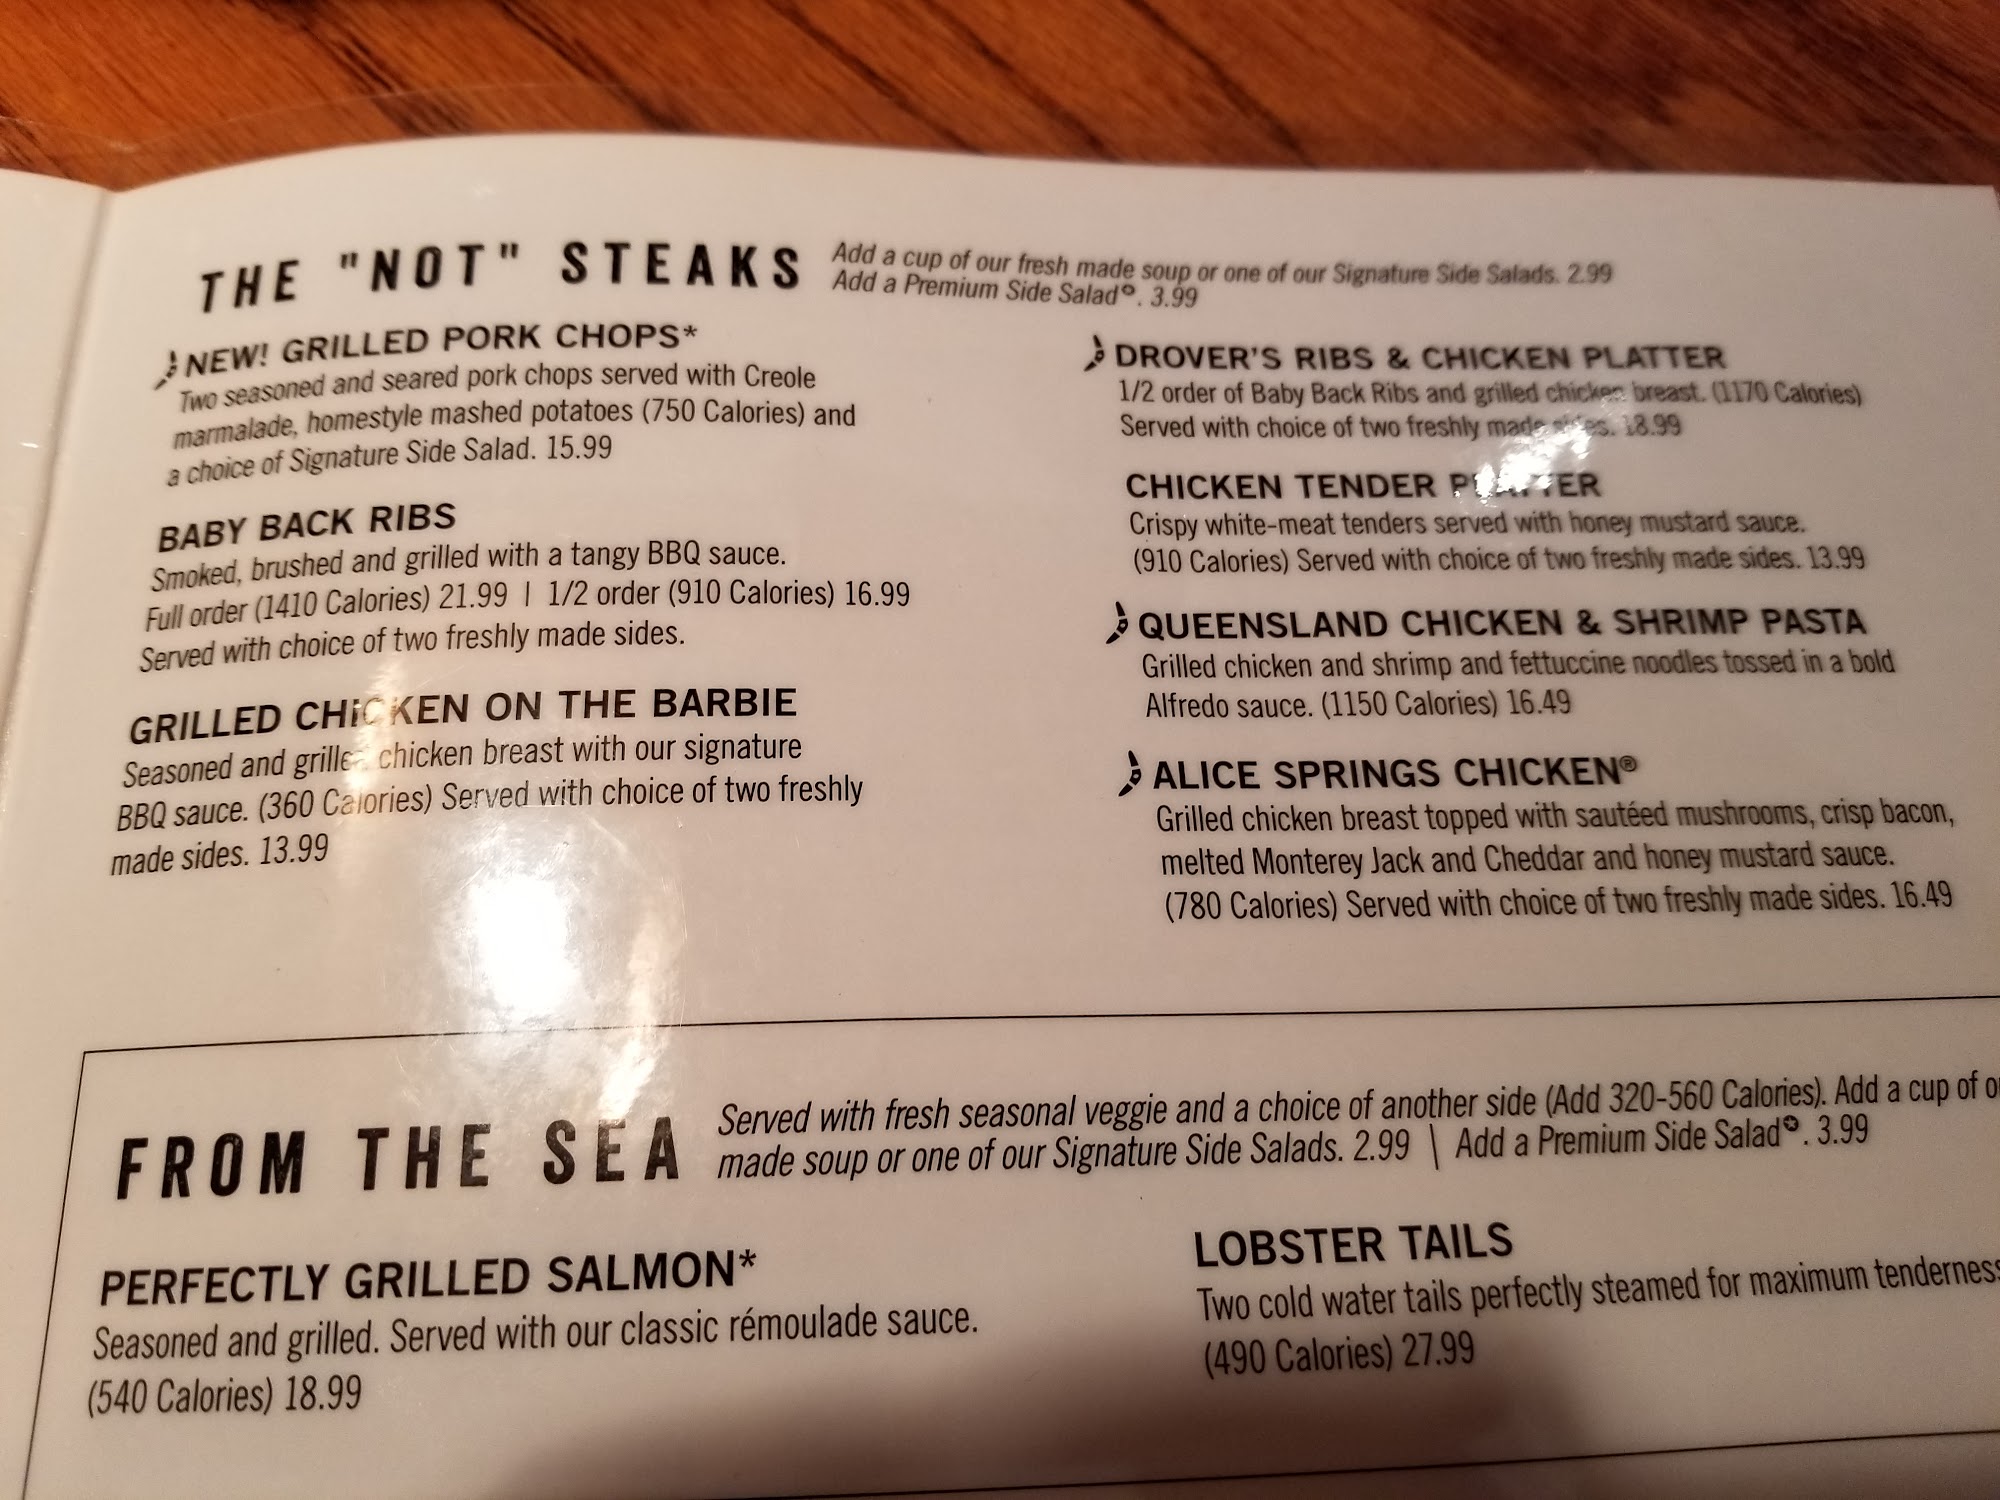 THE "NOT" STEAKS
Add a cup of our fresh made soup or one of our Signature Side Salads. 2.99
Add a Premium Side Salad✪. 3.99
NEW! GRILLED PORK CHOPS*
Two seasoned and seared pork chops served with Creole
marmalade, homestyle mashed potatoes (750 Calories) and
a choice of Signature Side Salad. 15.99
BABY BACK RIBS
Smoked, brushed and grilled with a tangy BBQ sauce.
Full order (1410 Calories) 21.99 | 1/2 order (910 Calories) 16.99
Served with choice of two freshly made sides.
GRILLED CHICKEN ON THE BARBIE
Seasoned and grilled chicken breast with our signature
BBQ sauce. (360 Calories) Served with choice of two freshly
made sides. 13.99
DROVER'S RIBS & CHICKEN PLATTER
1/2 order of Baby Back Ribs and grilled chicken breast. (1170 Calories)
Served with choice of two freshly made sides. 18.99
CHICKEN TENDER PLATTER
Crispy white-meat tenders served with honey mustard sauce.
(910 Calories) Served with choice of two freshly made sides. 13.99
QUEENSLAND CHICKEN & SHRIMP PASTA
Grilled chicken and shrimp and fettuccine noodles tossed in a bold
Alfredo sauce. (1150 Calories) 16.49
ALICE SPRINGS CHICKEN®
Grilled chicken breast topped with sautéed mushrooms, crisp bacon,
melted Monterey Jack and Cheddar and honey mustard sauce.
(780 Calories) Served with choice of two freshly made sides. 16.49
FROM THE SEA
Served with fresh seasonal veggie and a choice of another side (Add 320-560 Calories). Add a cup of
made soup or one of our Signature Side Salads. 2.99 | Add a Premium Side Salad✪. 3.99
PERFECTLY GRILLED SALMON*
Seasoned and grilled. Served with our classic rémoulade sauce.
(540 Calories) 18.99
LOBSTER TAILS
Two cold water tails perfectly steamed for maximum tenderness
(490 Calories) 27.99